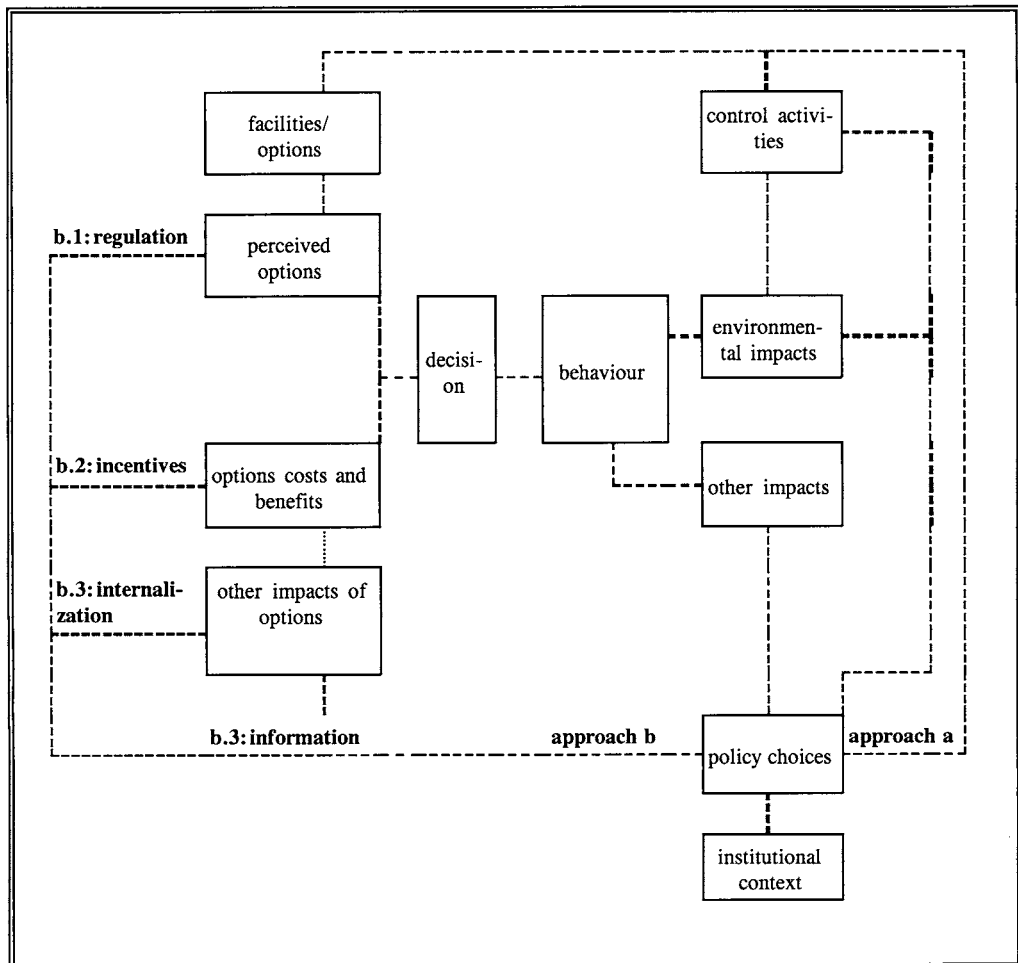 facilities/
options
control activi-
ties
b.1: regulation
perceived
options
decisi-
on
behaviour
environmen-
tal impacts
b.2: incentives
options costs and
benefits
other impacts
b.3: internali-
zation
other impacts of
options
b.3: information
approach b
policy choices
approach a
institutional
context